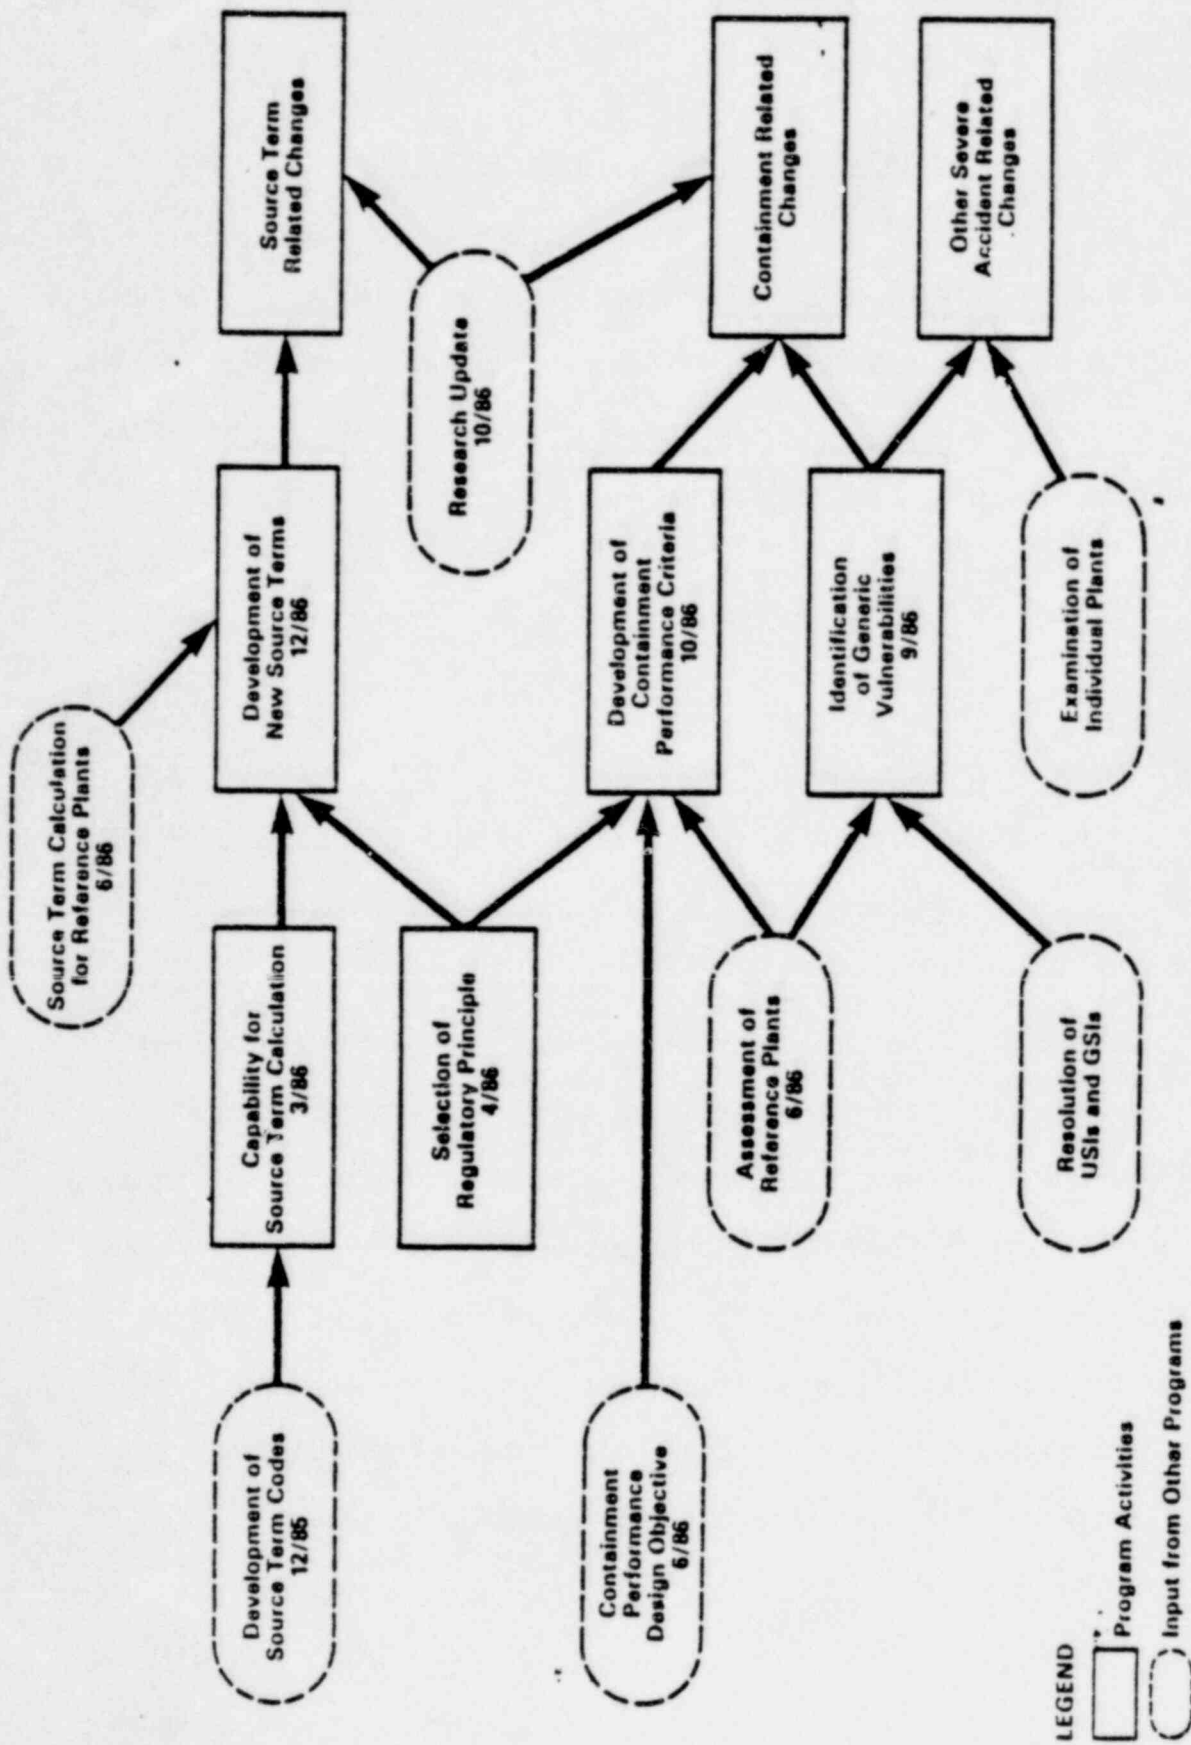 Source Term Calculation
for Reference Plants
6/86
Development of
Source Term Codes
12/85
Capability for
Source Term Calculation
3/86
Development of
New Source Terms
12/86
Source Term
Related Changes
Selection of
Regulatory Principle
4/86
Research Update
10/86
Containment
Performance
Design Objective
6/86
Development of
Containment
Performance Criteria
10/86
Assessment of
Reference Plants
6/86
Containment Related
Changes
Identification
of Generic
Vulnerabilities
9/86
Other Severe
Accident Related
Changes
Resolution of
USIs and GSIs
Examination of
Individual Plants
LEGEND
Program Activities
Input from Other Programs